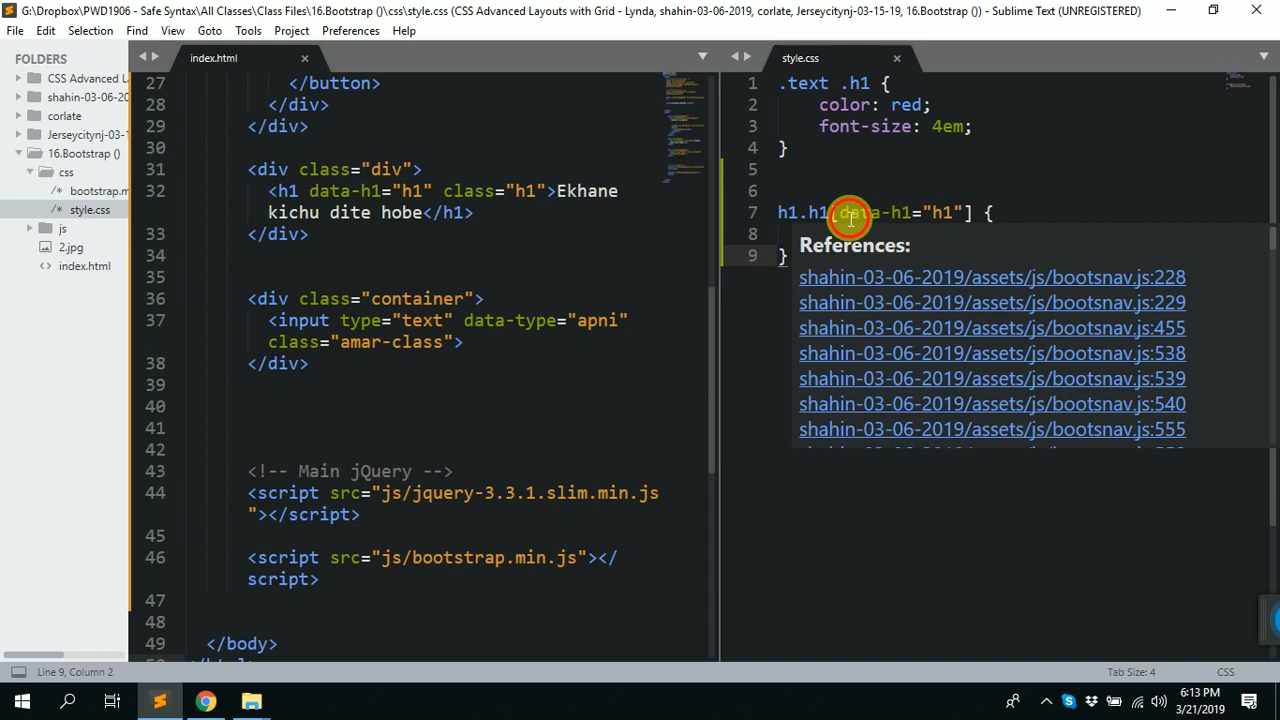 G:\Dropbox\PWD1906 - Safe Syntax\All Classes\Class Files\16.Bootstrap ()\css\style.css (CSS Advanced Layouts with Grid - Lynda, shahin-03-06-2019, corlate, Jerseycitynj-03-15-19, 16.Bootstrap ()) - Sublime Text (UNREGISTERED)
File Edit Selection Find View Goto Tools Project Preferences Help
FOLDERS
CSS Advanced La
shahin-03-06-20
corlate
Jerseycitynj-03-1
16.Bootstrap ()
css
bootstrap.m
style.css
js
2.jpg
index.html
index.html
27 </button>
28 </div>
29 </div>
30
31 <div class="div">
32 <h1 data-h1="h1" class="h1">Ekhane
kichu dite hobe</h1>
33 </div>
34
35
36 <div class="container">
37 <input type="text" data-type="apni"
class="amar-class">
38 </div>
39
40
41
42
43 <!-- Main jQuery -->
44 <script src="js/jquery-3.3.1.slim.min.js
"></script>
45
46 <script src="js/bootstrap.min.js"></
script>
47
48
49 </body>
style.css
1 .text .h1 {
2 color: red;
3 font-size: 4em;
4 }
5
6
7 h1.h1[data-h1="h1"] {
8
9 }
References:
shahin-03-06-2019/assets/js/bootsnav.js:228
shahin-03-06-2019/assets/js/bootsnav.js:229
shahin-03-06-2019/assets/js/bootsnav.js:455
shahin-03-06-2019/assets/js/bootsnav.js:538
shahin-03-06-2019/assets/js/bootsnav.js:539
shahin-03-06-2019/assets/js/bootsnav.js:540
shahin-03-06-2019/assets/js/bootsnav.js:555
Line 9, Column 2
Tab Size: 4
CSS
6:13 PM
3/21/2019